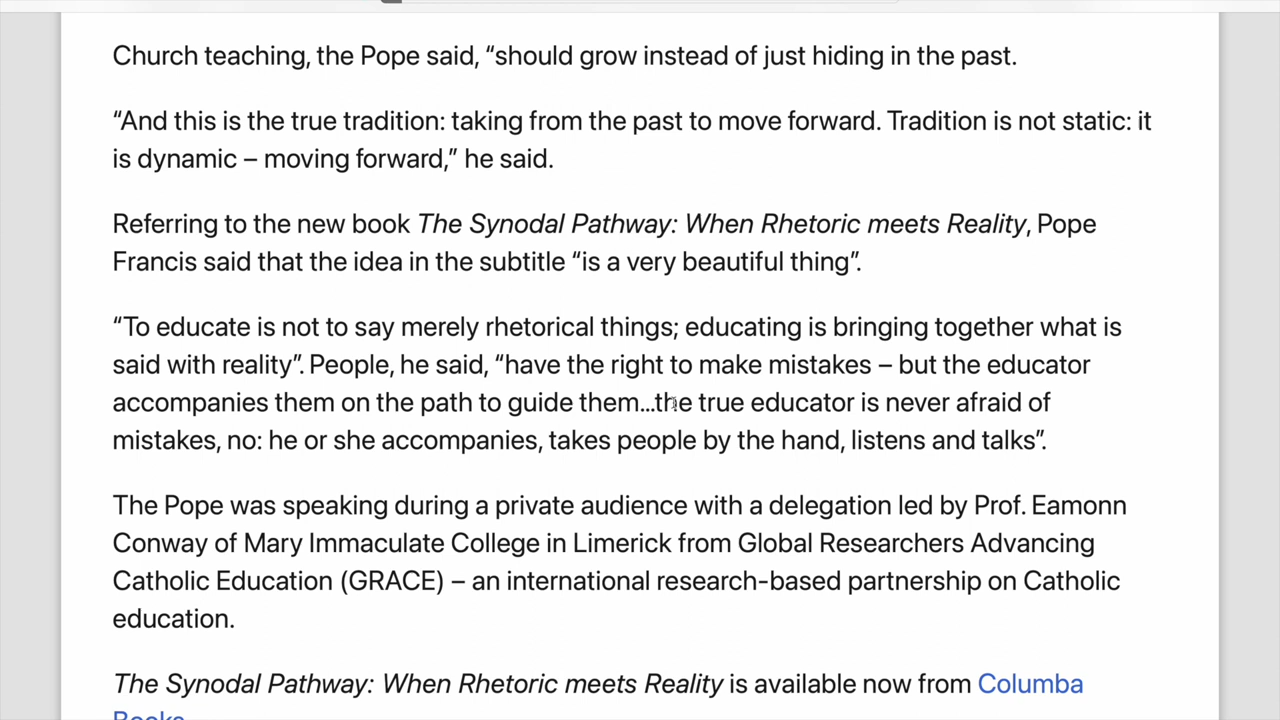 Church teaching, the Pope said, “should grow instead of just hiding in the past.
“And this is the true tradition: taking from the past to move forward. Tradition is not static: it
is dynamic – moving forward,” he said.
Referring to the new book The Synodal Pathway: When Rhetoric meets Reality, Pope
Francis said that the idea in the subtitle “is a very beautiful thing”.
“To educate is not to say merely rhetorical things; educating is bringing together what is
said with reality”. People, he said, “have the right to make mistakes – but the educator
accompanies them on the path to guide them…the true educator is never afraid of
mistakes, no: he or she accompanies, takes people by the hand, listens and talks”.
The Pope was speaking during a private audience with a delegation led by Prof. Eamonn
Conway of Mary Immaculate College in Limerick from Global Researchers Advancing
Catholic Education (GRACE) – an international research-based partnership on Catholic
education.
The Synodal Pathway: When Rhetoric meets Reality is available now from Columba
Books